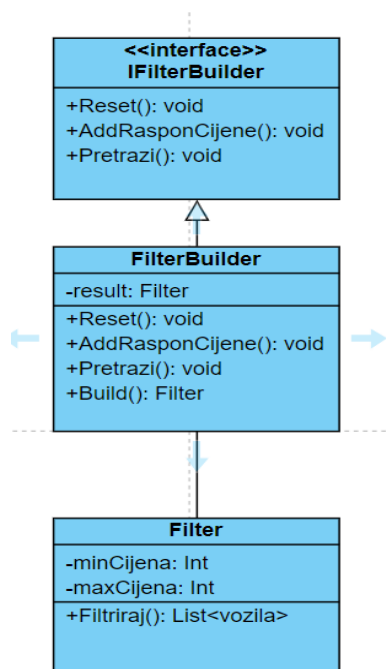 <<interface>>
IFilterBuilder
+Reset(): void
+AddRasponCijene(): void
+Pretrazi(): void
FilterBuilder
-result: Filter
+Reset(): void
+AddRasponCijene(): void
+Pretrazi(): void
+Build(): Filter
Filter
-minCijena: Int
-maxCijena: Int
+Filtriraj(): List<vozila>